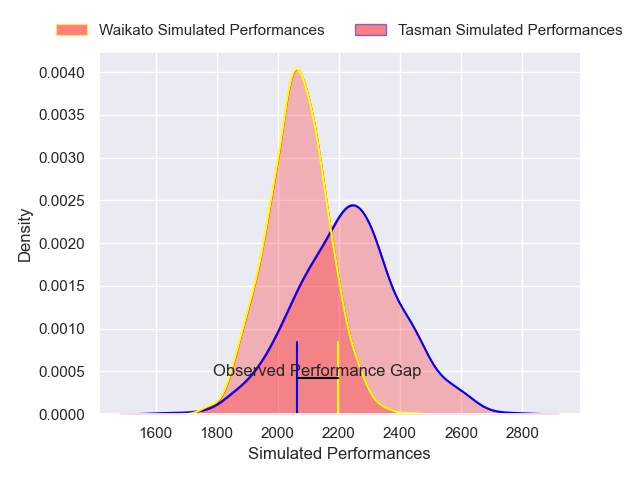 Waikato Simulated Performances
Tasman Simulated Performances
0.0040
0.0035
0.0030
0.0025
0.0020
0.0015
0.0010
0.0005
0.0000
Density
Observed Performance Gap
1600 1800 2000 2200 2400 2600 2800
Simulated Performances